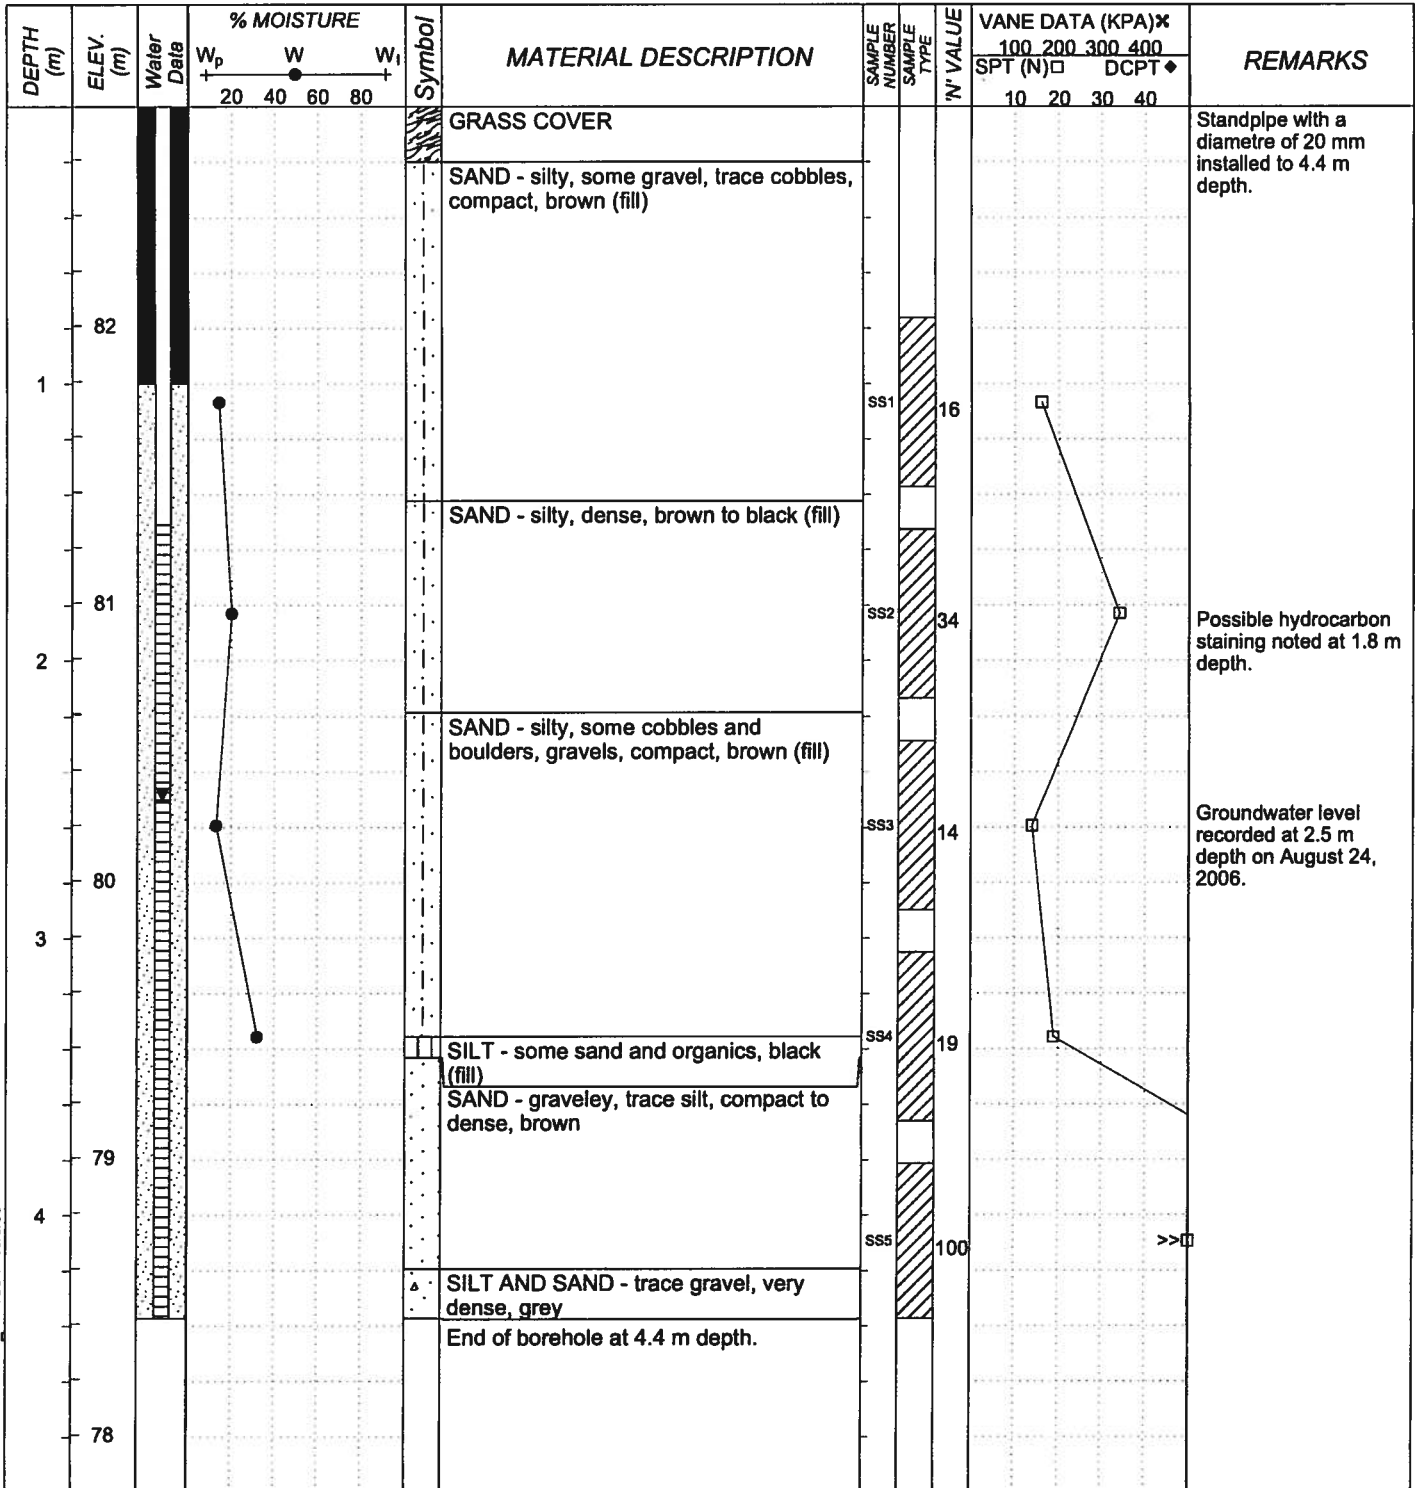 DEPTH (m)
ELEV. (m)
Water Data
% MOISTURE
Wp W Wl
20 40 60 80
Symbol
MATERIAL DESCRIPTION
SAMPLE NUMBER
SAMPLE TYPE
'N' VALUE
VANE DATA (KPA)✖
100 200 300 400
SPT (N)□ DCPT◆
10 20 30 40
REMARKS
GRASS COVER
Standpipe with a
diametre of 20 mm
installed to 4.4 m
depth.
SAND - silty, some gravel, trace cobbles,
compact, brown (fill)
82
1
SS1
16
SAND - silty, dense, brown to black (fill)
81
SS2
34
Possible hydrocarbon
staining noted at 1.8 m
depth.
2
SAND - silty, some cobbles and
boulders, gravels, compact, brown (fill)
SS3
14
Groundwater level
recorded at 2.5 m
depth on August 24,
2006.
80
3
SS4
19
SILT - some sand and organics, black
(fill)
SAND - graveley, trace silt, compact to
dense, brown
79
4
SS5
100
>>□
SILT AND SAND - trace gravel, very
dense, grey
End of borehole at 4.4 m depth.
78